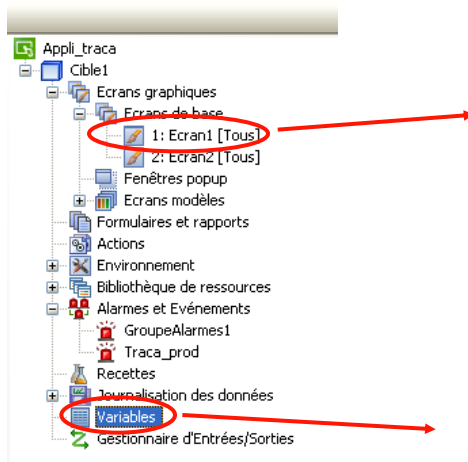 Appli_traca
Cible1
Ecrans graphiques
Ecrans de base
1: Ecran1 [Tous]
2: Ecran2 [Tous]
Fenêtres popup
Ecrans modèles
Formulaires et rapports
Actions
Environnement
Bibliothèque de ressources
Alarmes et Evénements
GroupeAlarmes1
Traca_prod
Recettes
Journalisation des données
Variables
Gestionnaire d'Entrées/Sorties